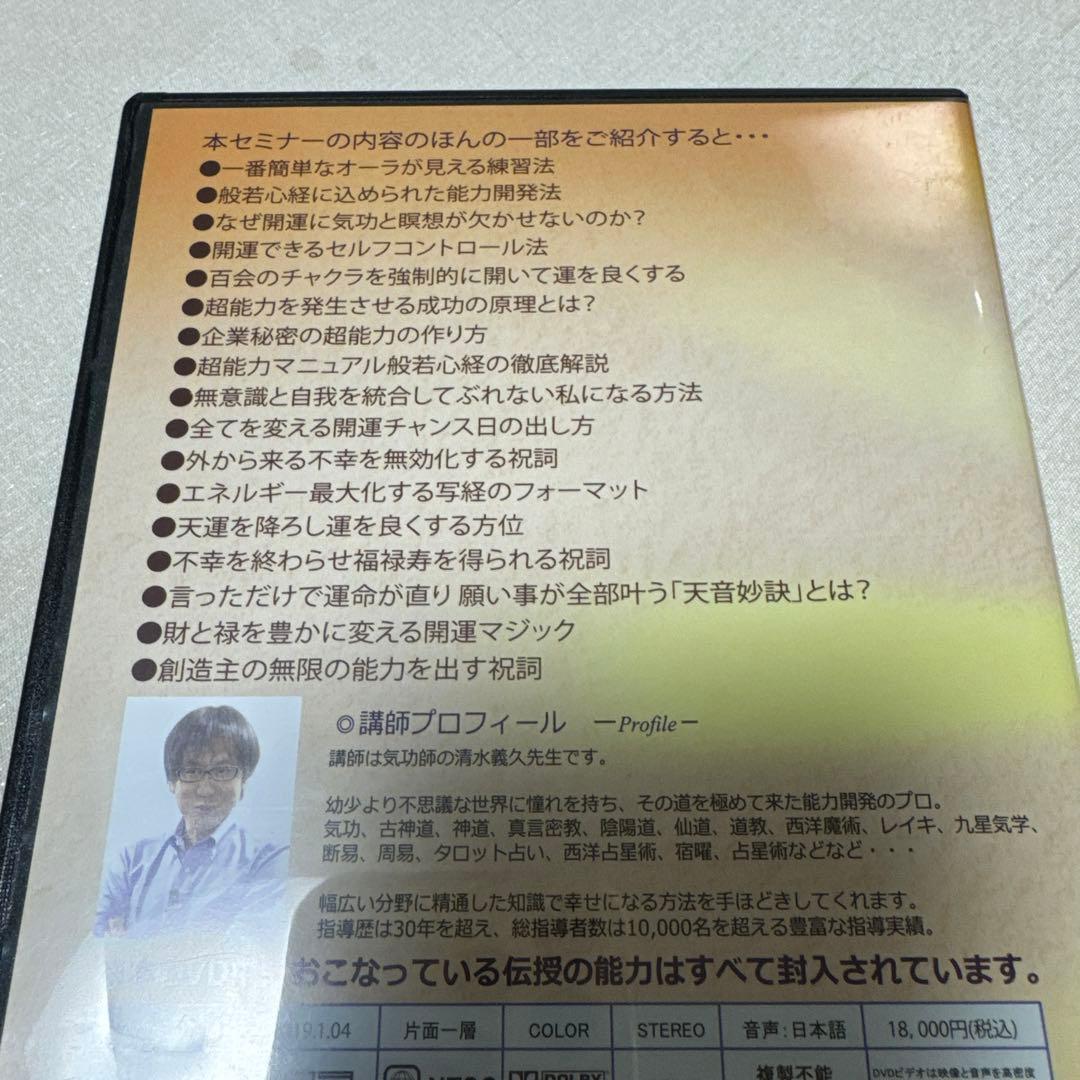 本セミナーの内容のほんの一部をご紹介すると・・・
●一番簡単なオーラが見える練習法
●般若心経に込められた能力開発法
●なぜ開運に気功と瞑想が欠かせないのか?
●開運できるセルフコントロール法
●百会のチャクラを強制的に開いて運を良くする
●超能力を発生させる成功の原理とは?
●企業秘密の超能力の作り方
●超能力マニュアル般若心経の徹底解説
●無意識と自我を統合してぶれない私になる方法
●全てを変える開運チャンス日の出し方
●外から来る不幸を無効化する祝詞
●エネルギー最大化する写経のフォーマット
●天運を降ろし運を良くする方位
●不幸を終わらせ福禄寿を得られる祝詞
●言っただけで運命が直り 願い事が全部叶う「天音妙訣」とは?
●財と禄を豊かに変える開運マジック
●創造主の無限の能力を出す祝詞
◎講師プロフィール ーProfileー
講師は気功師の清水義久先生です。
幼少より不思議な世界に憧れを持ち、その道を極めて来た能力開発のプロ。
気功、古神道、神道、真言密教、陰陽道、仙道、道教、西洋魔術、レイキ、九星気学、
断易、周易、タロット占い、西洋占星術、宿曜、占星術などなど・・・
幅広い分野に精通した知識で幸せになる方法を手ほどきしてくれます。
指導歴は30年を超え、総指導者数は10,000名を超える豊富な指導実績。
おこなっている伝授の能力はすべて封入されています。
19.1.04 片面一層 COLOR STEREO 音声:日本語 18,000円(税込)
NTSC DOLBY 複製不能 DVDビデオは映像と音声を高密度